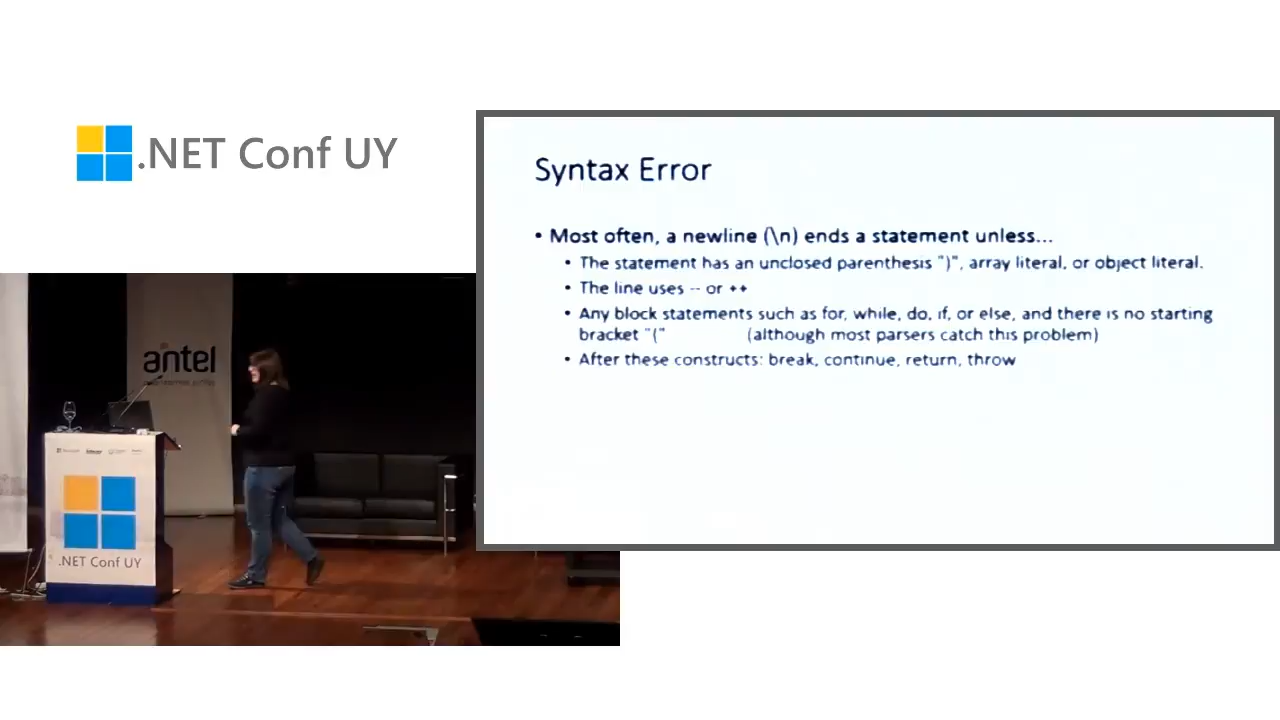 .NET Conf UY
Syntax Error
• Most often, a newline (\n) ends a statement unless...
• The statement has an unclosed parenthesis ")", array literal, or object literal.
• The line uses -- or ++
• Any block statements such as for, while, do, if, or else, and there is no starting
bracket "(" (although most parsers catch this problem)
• After these constructs: break, continue, return, throw
antel
.NET Conf UY